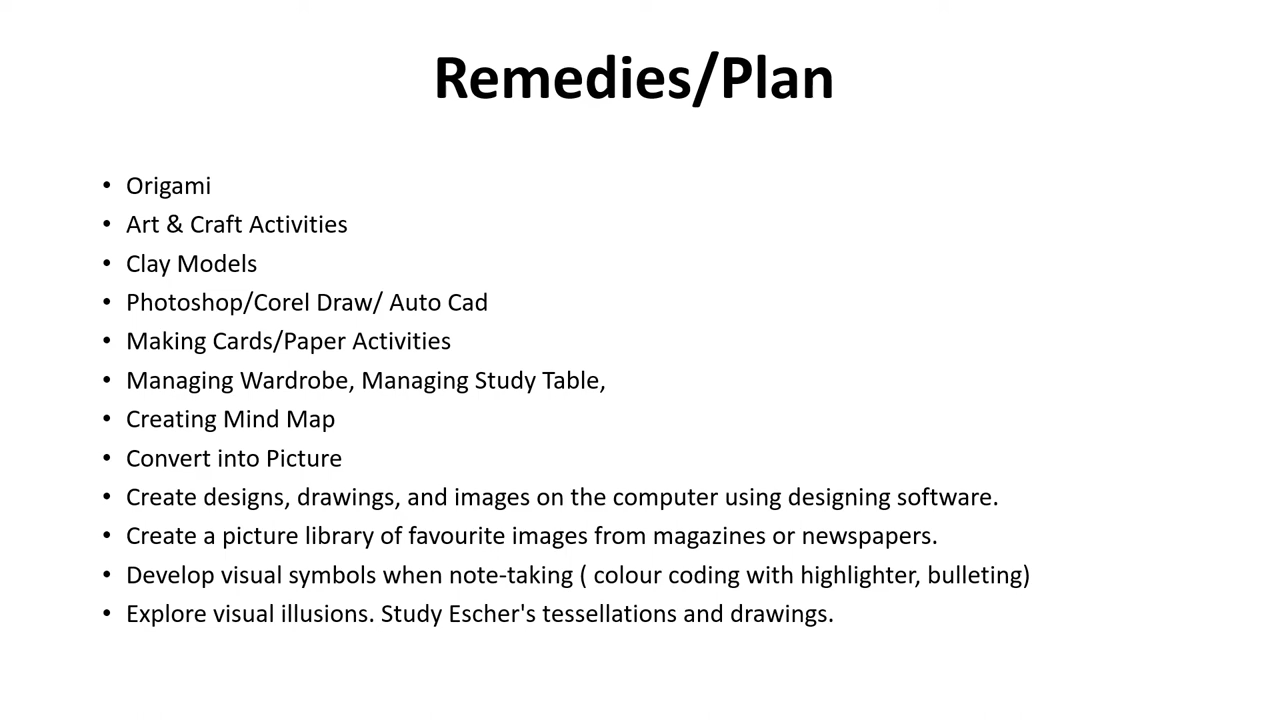 Remedies/Plan
• Origami
• Art & Craft Activities
• Clay Models
• Photoshop/Corel Draw/ Auto Cad
• Making Cards/Paper Activities
• Managing Wardrobe, Managing Study Table,
• Creating Mind Map
• Convert into Picture
• Create designs, drawings, and images on the computer using designing software.
• Create a picture library of favourite images from magazines or newspapers.
• Develop visual symbols when note-taking ( colour coding with highlighter, bulleting)
• Explore visual illusions. Study Escher's tessellations and drawings.